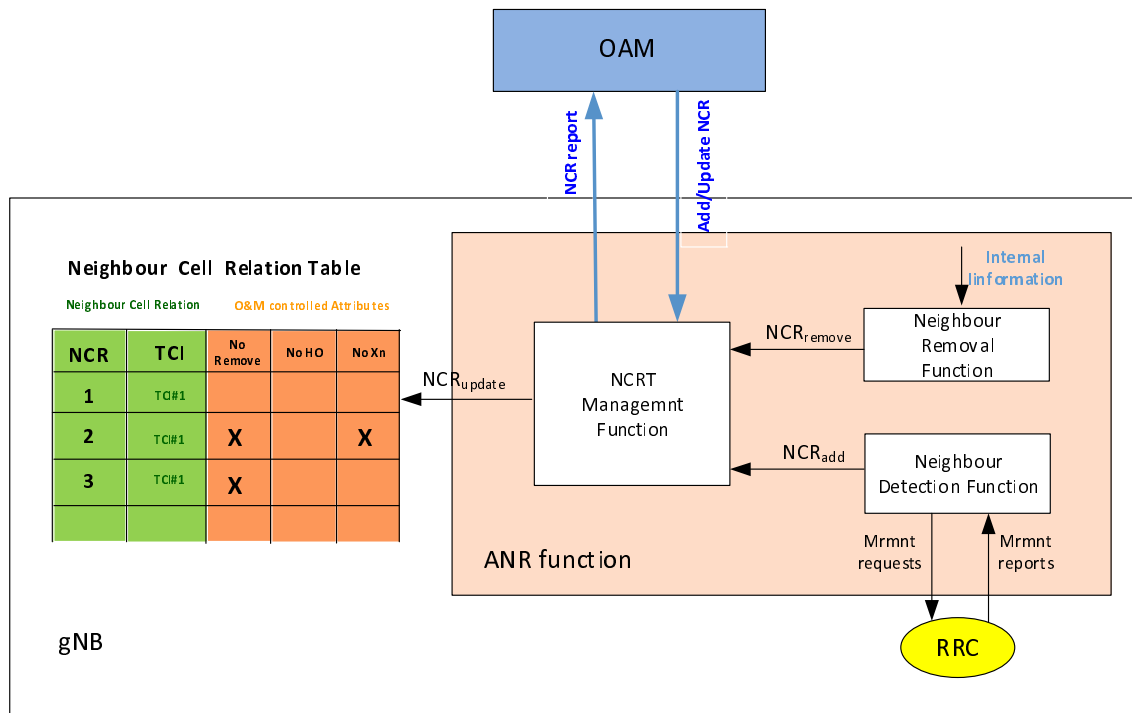 OAM
NCR report
Add/Update NCR
Neighbour Cell Relation Table
Neighbour Cell Relation
O&M controlled Attributes
NCR
TCI
No
Remove
No HO
No Xn
1
TCI#1
2
TCI#1
X
X
3
TCI#1
X
NCRupdate
NCRT
Managemnt
Function
NCRremove
NCRadd
Internal
Iinformation
Neighbour
Removal
Function
Neighbour
Detection Function
Mrmnt
requests
Mrmnt
reports
ANR function
RRC
gNB